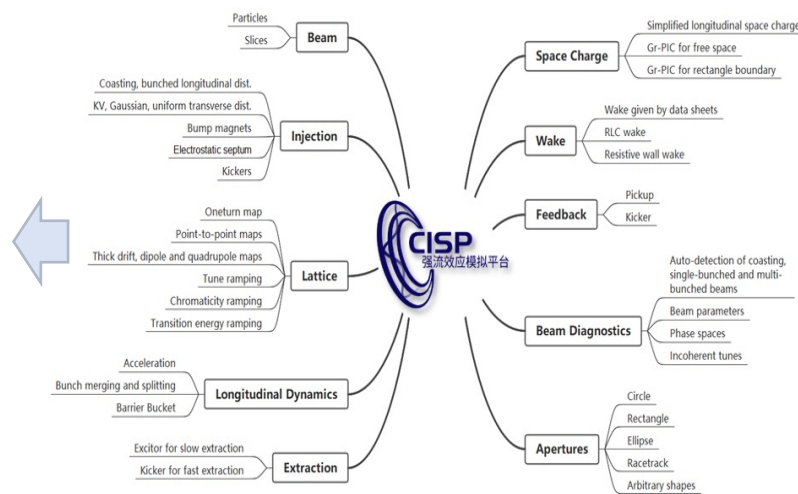 Particles
Slices
Beam
Coasting, bunched longitudinal dist.
KV, Gaussian, uniform transverse dist.
Bump magnets
Electrostatic septum
Kickers
Injection
Oneturn map
Point-to-point maps
Thick drift, dipole and quadrupole maps
Tune ramping
Chromaticity ramping
Transition energy ramping
Lattice
Acceleration
Bunch merging and splitting
Barrier Bucket
Longitudinal Dynamics
Excitor for slow extraction
Kicker for fast extraction
Extraction
CISP
强流效应模拟平台
Space Charge
Simplified longitudinal space charge
Gr-PIC for free space
Gr-PIC for rectangle boundary
Wake
Wake given by data sheets
RLC wake
Resistive wall wake
Feedback
Pickup
Kicker
Beam Diagnostics
Auto-detection of coasting,
single-bunched and multi-
bunched beams
Beam parameters
Phase spaces
Incoherent tunes
Apertures
Circle
Rectangle
Ellipse
Racetrack
Arbitrary shapes